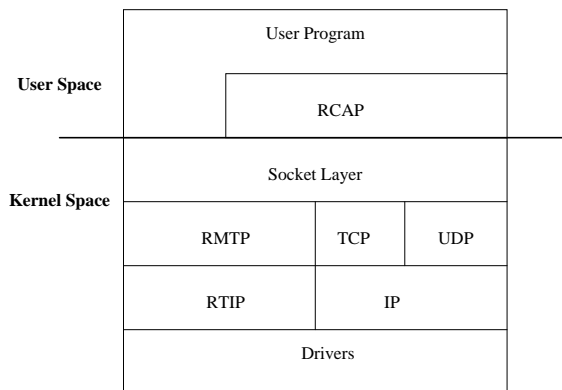 User Program
User Space
RCAP
Socket Layer
Kernel Space
RMTP TCP UDP
RTIP IP
Drivers